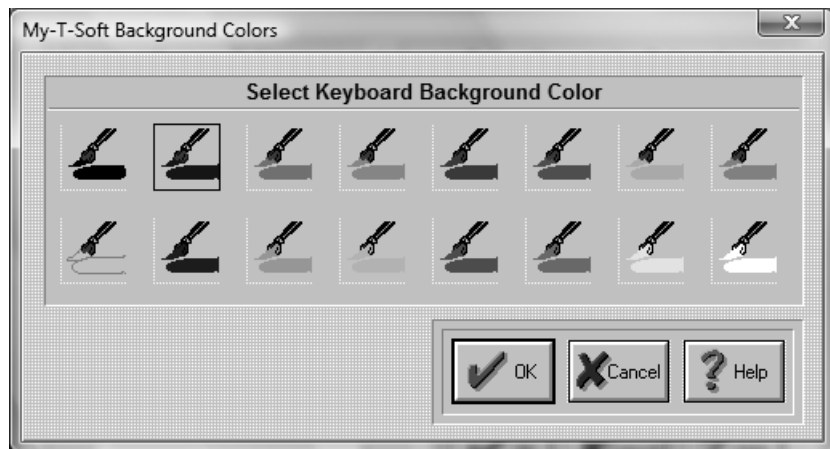 My-T-Soft Background Colors
X
Select Keyboard Background Color
OK
Cancel
Help